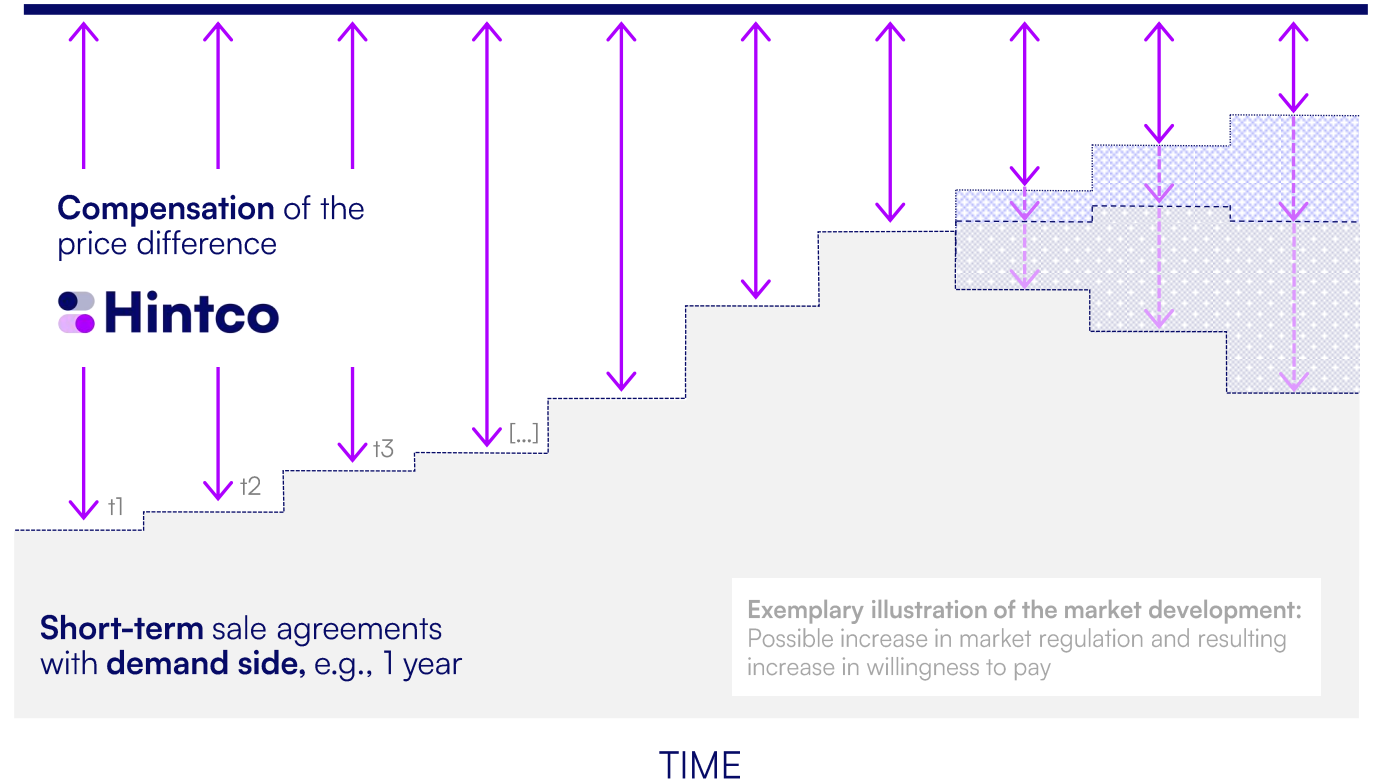 Compensation of the
price difference
Hintco
t1
t2
t3
[...]
Short-term sale agreements
with demand side, e.g., 1 year
Exemplary illustration of the market development:
Possible increase in market regulation and resulting
increase in willingness to pay
TIME